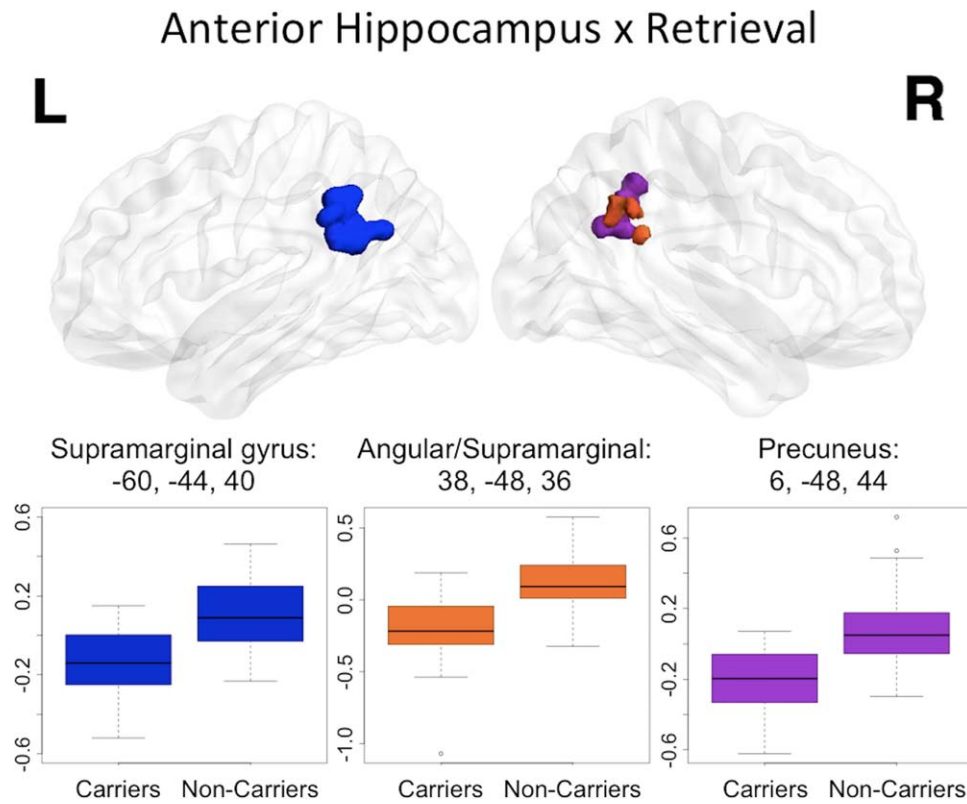 Anterior Hippocampus x Retrieval
L
R
Supramarginal gyrus:
-60, -44, 40
Angular/Supramarginal:
38, -48, 36
Precuneus:
6, -48, 44
0.6
0.2
-0.2
-0.6
Carriers Non-Carriers
0.5
0.0
-0.5
-1.0
Carriers Non-Carriers
0.6
0.2
-0.2
-0.6
Carriers Non-Carriers